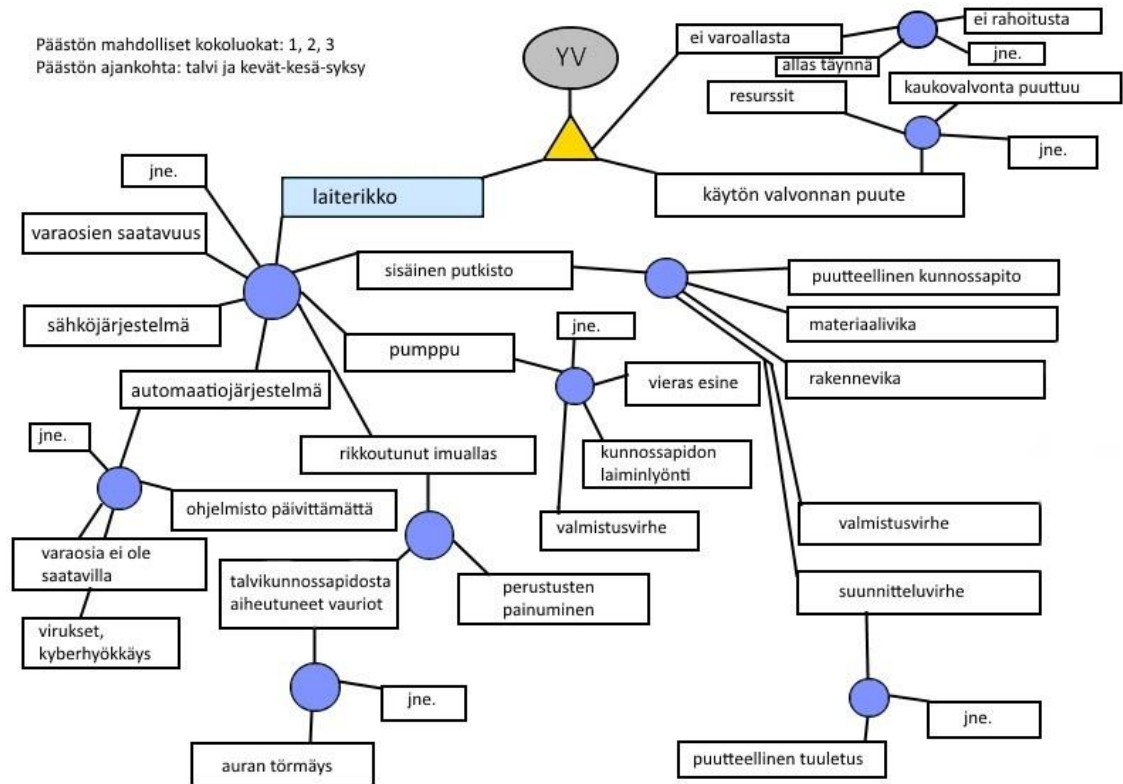 Päästön mahdolliset kokoluokat: 1, 2, 3
Päästön ajankohta: talvi ja kevät-kesä-syksy
YV
ei varoallasta
ei rahoitusta
jne.
allas täynnä
resurssit
kaukovalvonta puuttuu
jne.
jne.
laiterikko
käytön valvonnan puute
varaosien saatavuus
sisäinen putkisto
puutteellinen kunnossapito
sähköjärjestelmä
jne.
materiaalivika
pumppu
vieras esine
rakennevika
automaatiojärjestelmä
jne.
rikkoutunut imuallas
kunnossapidon
laiminlyönti
ohjelmisto päivittämättä
valmistusvirhe
valmistusvirhe
varaosia ei ole
saatavilla
talvikunnossapidosta
aiheutuneet vauriot
perustusten
painuminen
suunnitteluvirhe
virukset,
kyberhyökkäys
jne.
jne.
auran törmäys
puutteellinen tuuletus